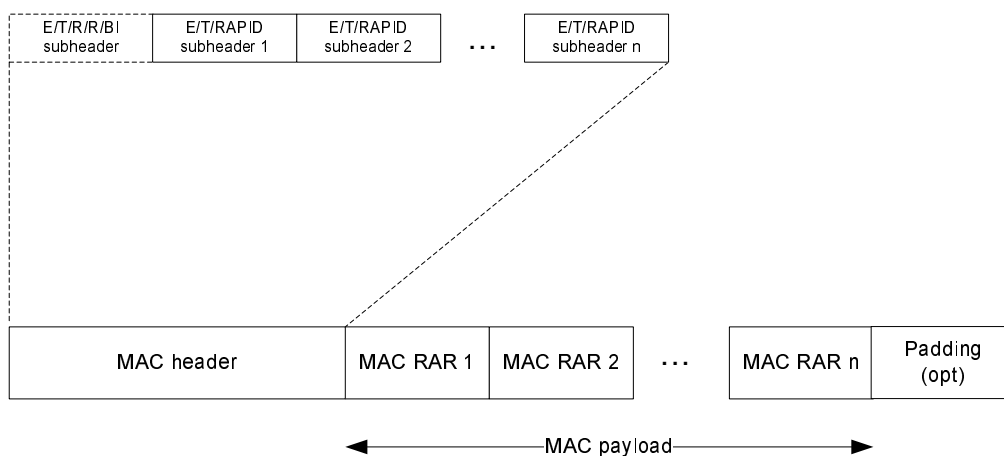 E/T/R/R/BI
subheader
E/T/RAPID
subheader 1
E/T/RAPID
subheader 2
...
E/T/RAPID
subheader n
MAC header
MAC RAR 1
MAC RAR 2
...
MAC RAR n
Padding
(opt)
MAC payload